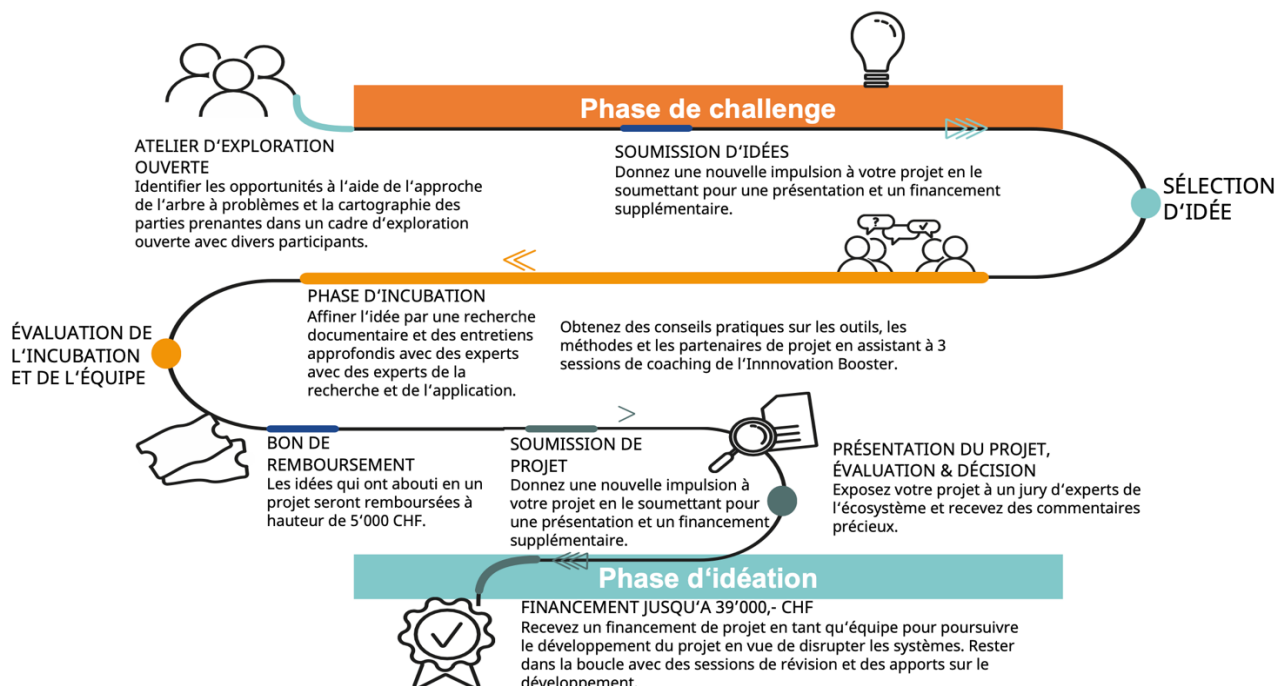 Phase de challenge
ATELIER D‘EXPLORATION
OUVERTE
Identifier les opportunités à l‘aide de l‘approche
de l‘arbre à problèmes et la cartographie des
parties prenantes dans un cadre d‘exploration
ouverte avec divers participants.
SOUMISSION D‘IDÉES
Donnez une nouvelle impulsion à votre projet en le
soumettant pour une présentation et un financement
supplémentaire.
SÉLECTION
D‘IDÉE
?
PHASE D‘INCUBATION
Affiner l‘idée par une recherche
documentaire et des entretiens
approfondis avec des experts
avec des experts de la
recherche et de l‘application.
Obtenez des conseils pratiques sur les outils, les
méthodes et les partenaires de projet en assistant à 3
sessions de coaching de l‘Innnovation Booster.
ÉVALUATION DE
L‘INCUBATION
ET DE L‘ÉQUIPE
BON DE
REMBOURSEMENT
Les idées qui ont abouti en un
projet seront remboursées à
hauteur de 5‘000 CHF.
SOUMISSION DE
PROJET
Donnez une nouvelle impulsion à
votre projet en le soumettant pour
une présentation et un financement
supplémentaire.
PRÉSENTATION DU PROJET,
ÉVALUATION & DÉCISION
Exposez votre projet à un jury d‘experts de
l‘écosystème et recevez des commentaires
précieux.
Phase d‘idéation
FINANCEMENT JUSQU‘A 39‘000,- CHF
Recevez un financement de projet en tant qu‘équipe pour poursuivre
le développement du projet en vue de disrupter les systèmes. Rester
dans la boucle avec des sessions de révision et des apports sur le
développement.